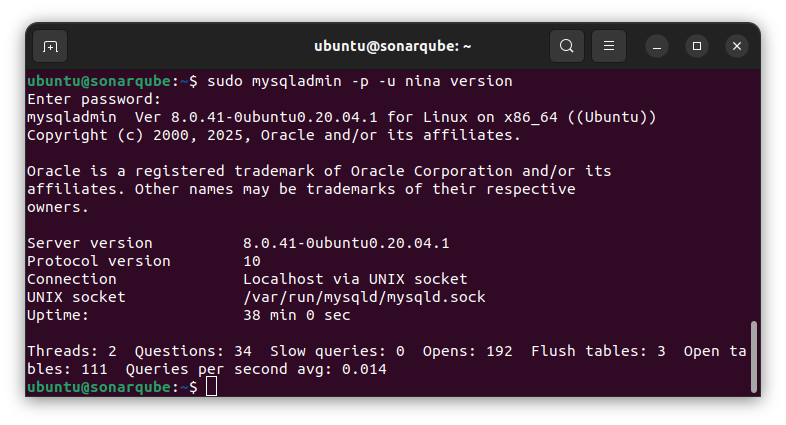 ubuntu@sonarqube: ~
ubuntu@sonarqube:~$ sudo mysqladmin -p -u nina version
Enter password:
mysqladmin  Ver 8.0.41-0ubuntu0.20.04.1 for Linux on x86_64 ((Ubuntu))
Copyright (c) 2000, 2025, Oracle and/or its affiliates.

Oracle is a registered trademark of Oracle Corporation and/or its
affiliates. Other names may be trademarks of their respective
owners.

Server version          8.0.41-0ubuntu0.20.04.1
Protocol version        10
Connection              Localhost via UNIX socket
UNIX socket             /var/run/mysqld/mysqld.sock
Uptime:                 38 min 0 sec

Threads: 2  Questions: 34  Slow queries: 0  Opens: 192  Flush tables: 3  Open ta
bles: 111  Queries per second avg: 0.014
ubuntu@sonarqube:~$